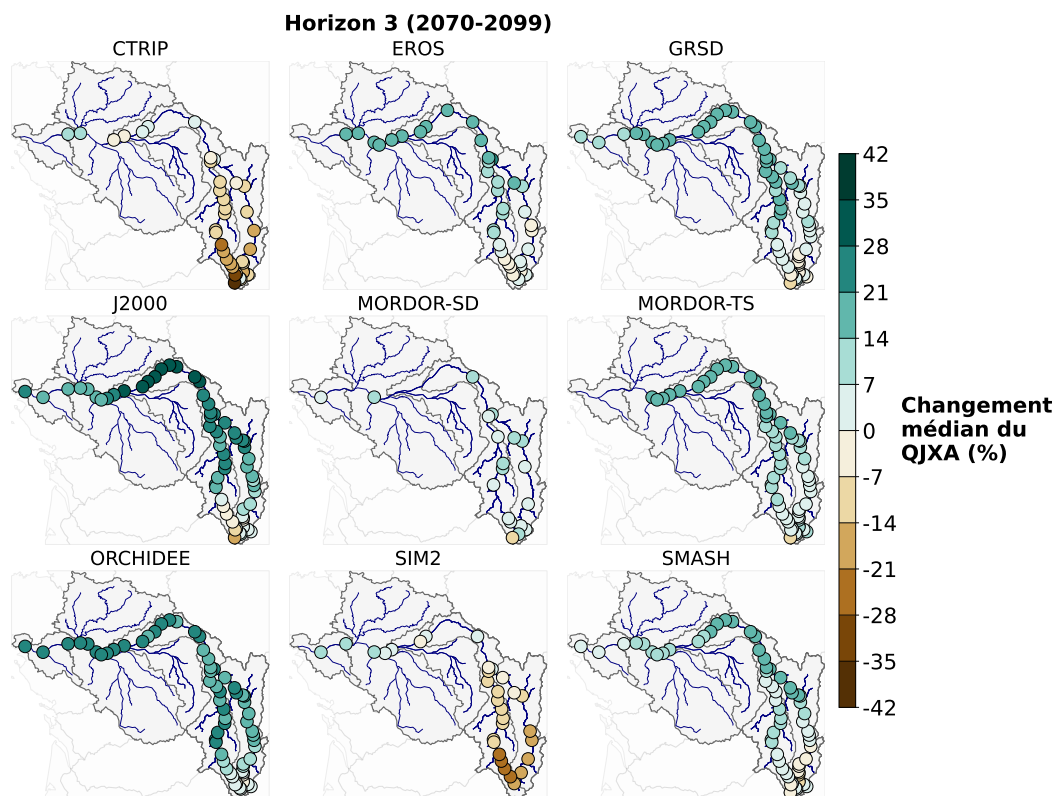 Horizon 3 (2070-2099)
CTRIP
EROS
GRSD
J2000
MORDOR-SD
MORDOR-TS
ORCHIDEE
SIM2
SMASH
42
35
28
21
14
7
0
-7
-14
-21
-28
-35
-42
Changement
médian du
QJXA (%)